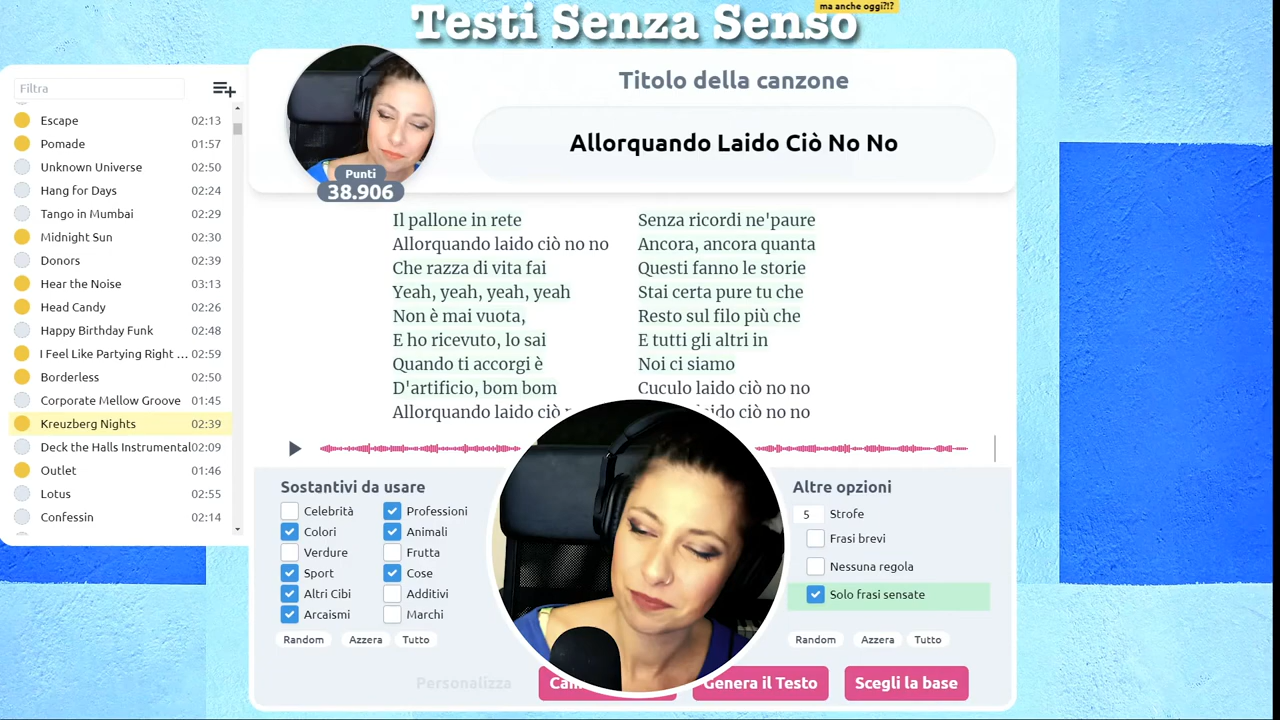 ma anche oggi?!?
Testi Senza Senso
Filtra
Escape 02:13
Pomade 01:57
Unknown Universe 02:50
Hang for Days 02:24
Tango in Mumbai 02:29
Midnight Sun 02:30
Donors 02:39
Hear the Noise 03:13
Head Candy 02:26
Happy Birthday Funk 02:48
I Feel Like Partying Right ... 02:59
Borderless 02:50
Corporate Mellow Groove 01:45
Kreuzberg Nights 02:39
Deck the Halls Instrumental 02:09
Outlet 01:46
Lotus 02:55
Confessin 02:14
Punti
38.906
Titolo della canzone
Allorquando Laido Ciò No No
Il pallone in rete
Allorquando laido ciò no no
Che razza di vita fai
Yeah, yeah, yeah, yeah
Non è mai vuota,
E ho ricevuto, lo sai
Quando ti accorgi è
D'artificio, bom bom
Allorquando laido ciò
Senza ricordi ne'paure
Ancora, ancora quanta
Questi fanno le storie
Stai certa pure tu che
Resto sul filo più che
E tutti gli altri in
Noi ci siamo
Cuculo laido ciò no no
ciò no no
Sostantivi da usare
Celebrità Professioni
Colori Animali
Verdure Frutta
Sport Cose
Altri Cibi Additivi
Arcaismi Marchi
Random Azzera Tutto
Altre opzioni
5 Strofe
Frasi brevi
Nessuna regola
Solo frasi sensate
Random Azzera Tutto
Personalizza
Genera il Testo
Scegli la base